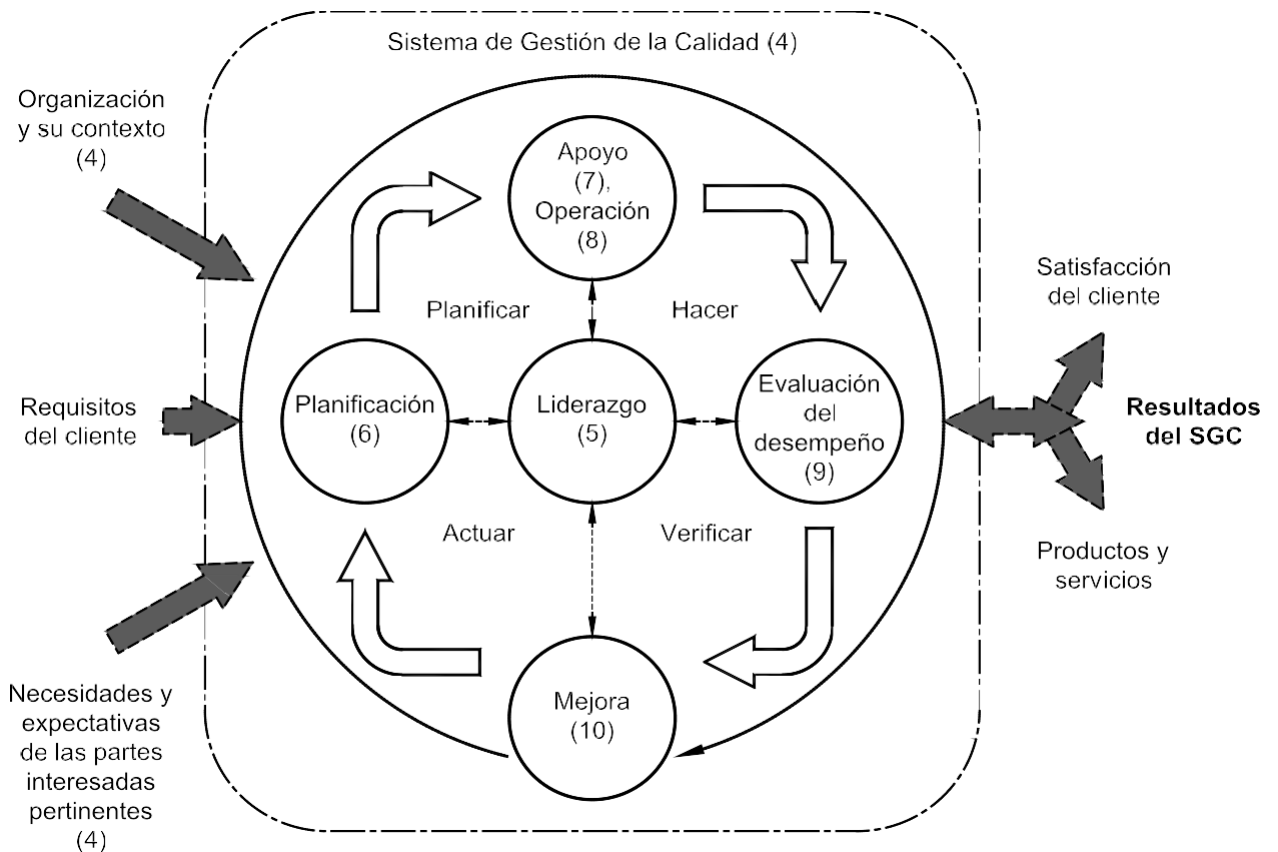 Sistema de Gestión de la Calidad (4)
Organización
y su contexto
(4)
Apoyo
(7),
Operación
(8)
Satisfacción
del cliente
Planificar
Hacer
Requisitos
del cliente
Planificación
(6)
Liderazgo
(5)
Evaluación
del
desempeño
(9)
Resultados
del SGC
Actuar
Verificar
Productos y
servicios
Necesidades y
expectativas
de las partes
interesadas
pertinentes
(4)
Mejora
(10)